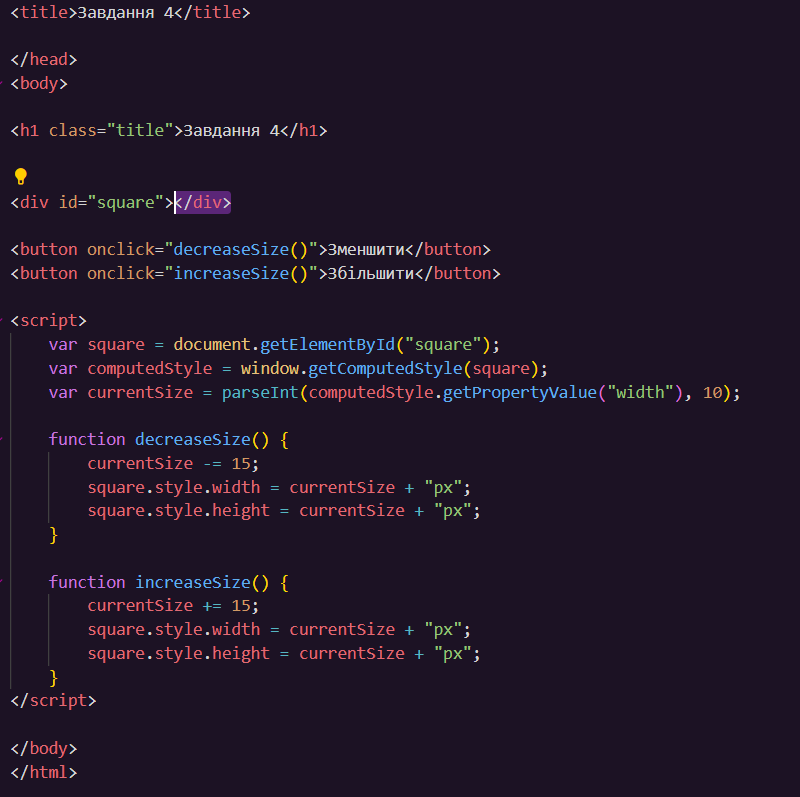 <title>Завдання 4</title>
</head>
<body>
<h1 class="title">Завдання 4</h1>
<div id="square"></div>
<button onclick="decreaseSize()">Зменшити</button>
<button onclick="increaseSize()">Збільшити</button>
<script>
    var square = document.getElementById("square");
    var computedStyle = window.getComputedStyle(square);
    var currentSize = parseInt(computedStyle.getPropertyValue("width"), 10);
    function decreaseSize() {
        currentSize -= 15;
        square.style.width = currentSize + "px";
        square.style.height = currentSize + "px";
    }
    function increaseSize() {
        currentSize += 15;
        square.style.width = currentSize + "px";
        square.style.height = currentSize + "px";
    }
</script>
</body>
</html>